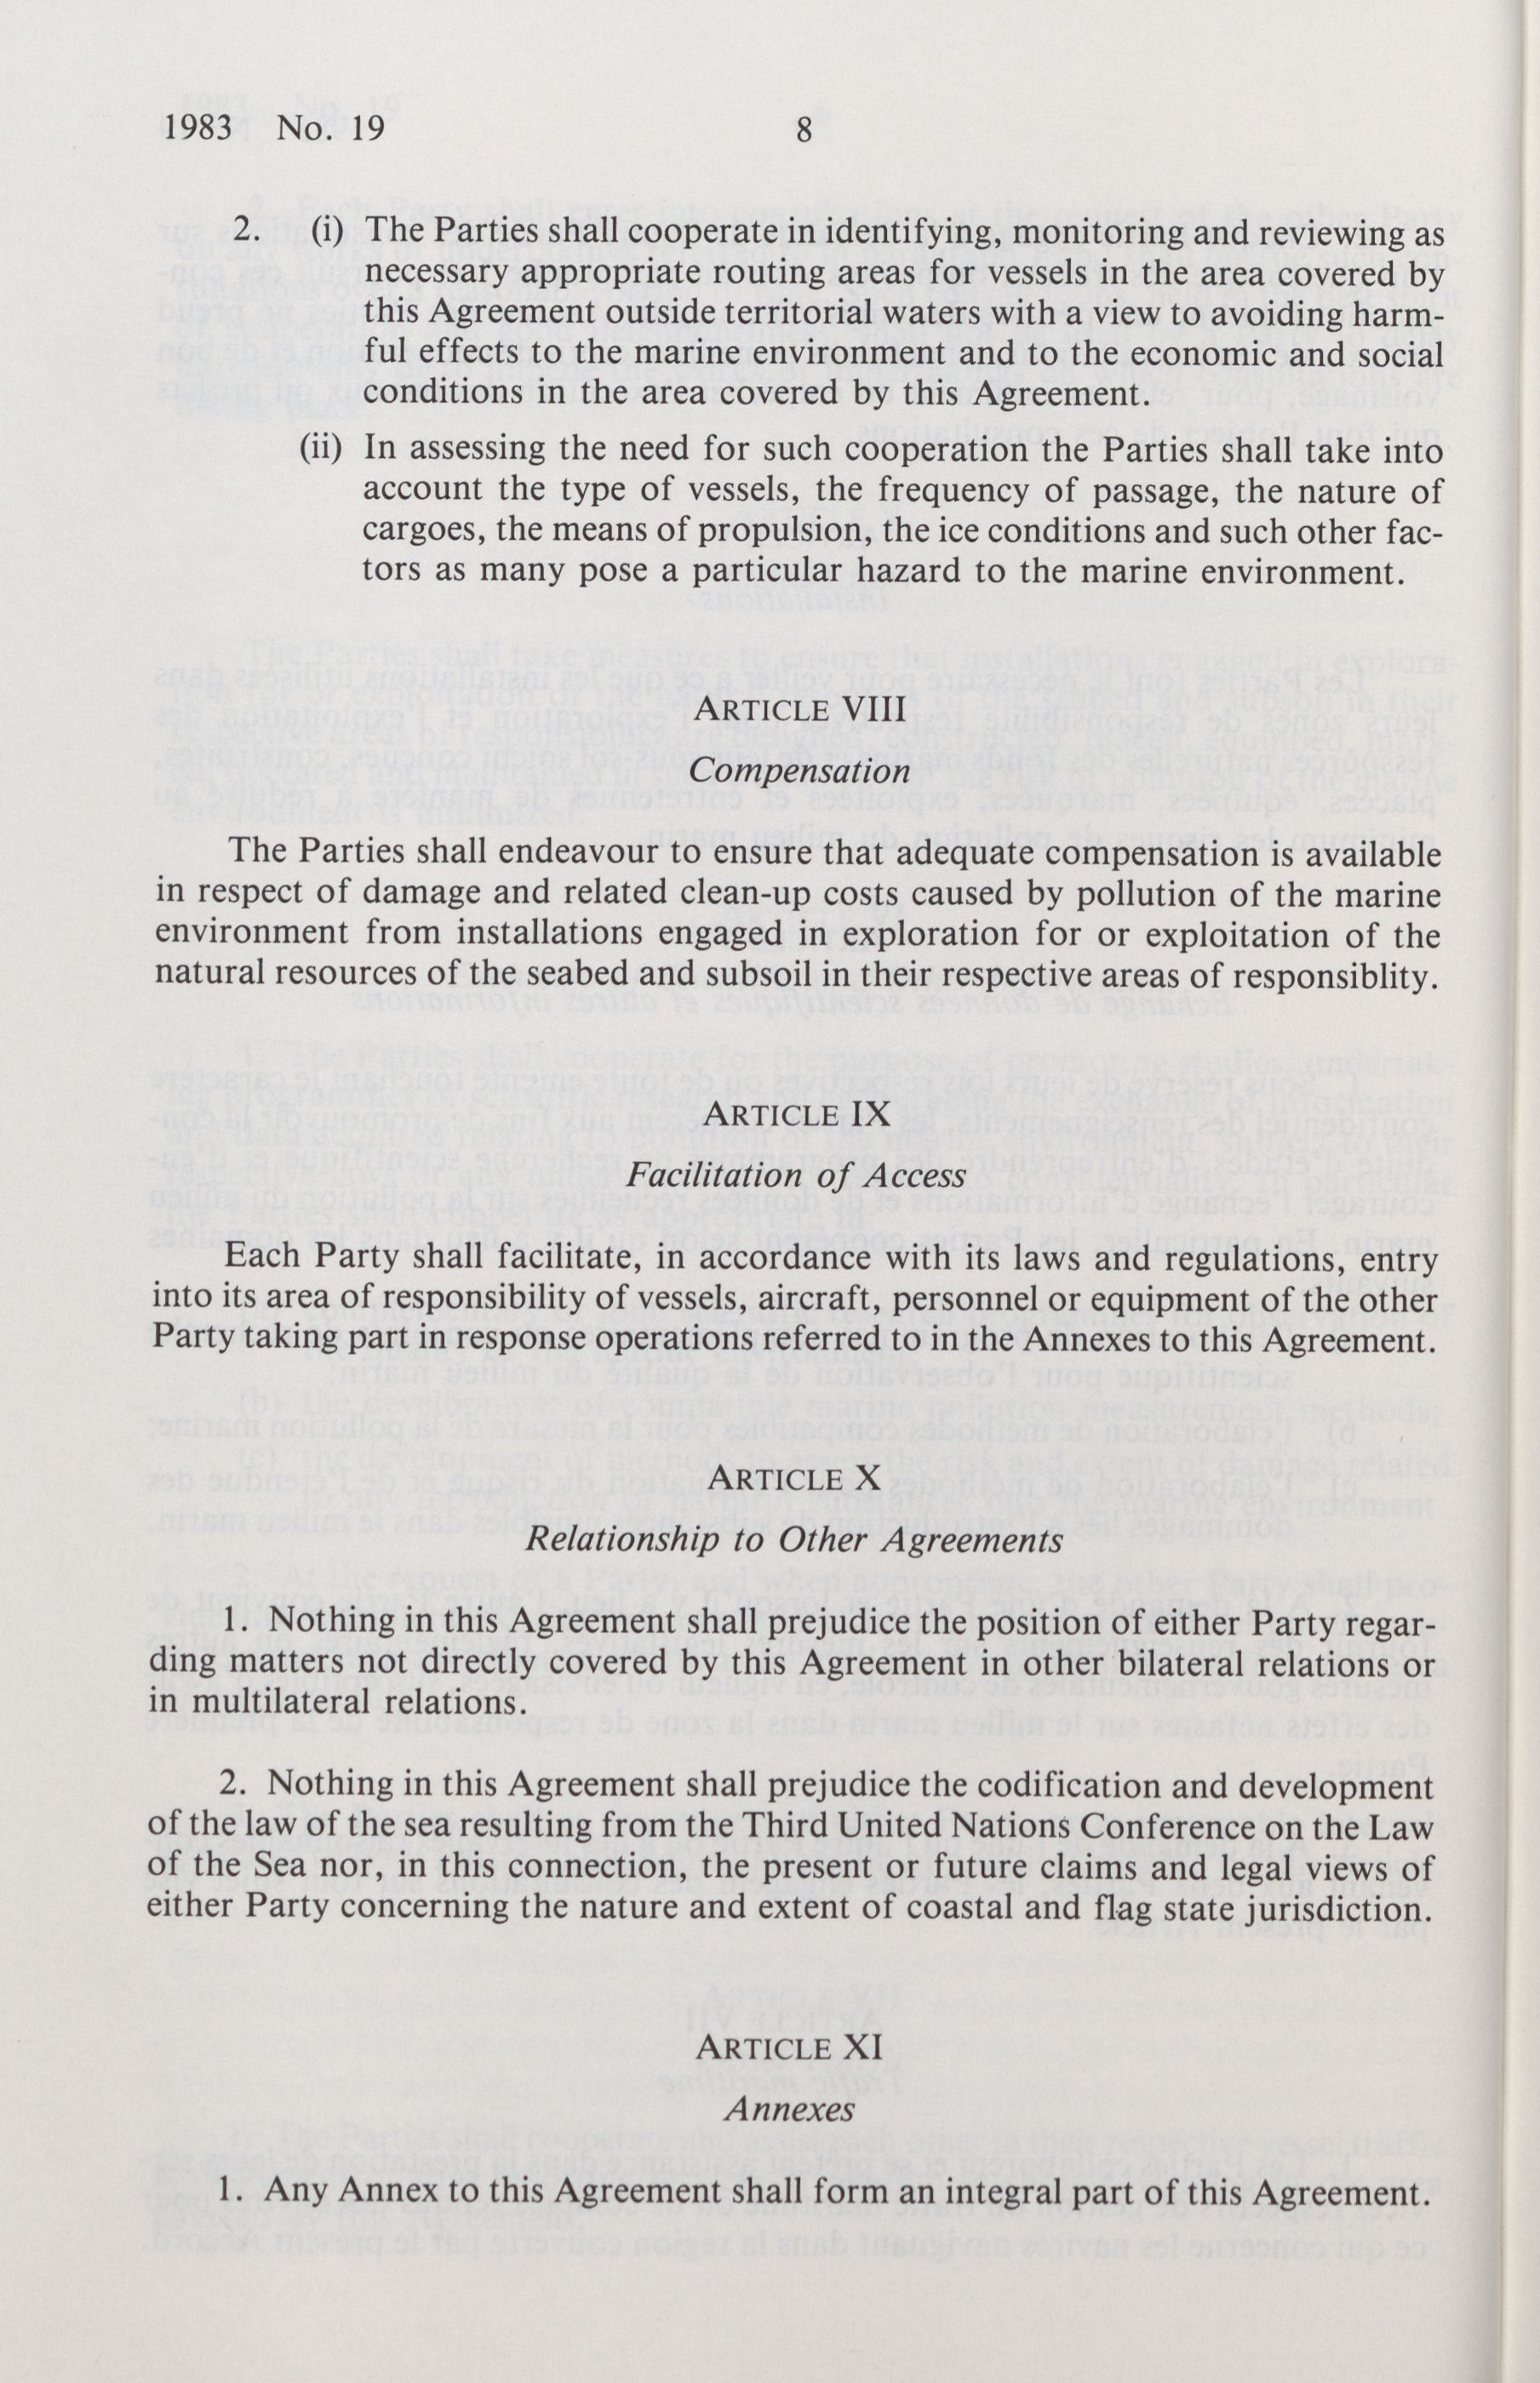 1983 No. 19 8
2. (i) The Parties shall cooperate in identifying, monitoring and reviewing as
necessary appropriate routing areas for vessels in the area covered by
this Agreement outside territorial waters with a view to avoiding harm-
ful effects to the marine environment and to the economic and social
conditions in the area covered by this Agreement.
(ii) In assessing the need for such cooperation the Parties shall take into
account the type of vessels, the frequency of passage, the nature of
cargoes, the means of propulsion, the ice conditions and such other fac-
tors as many pose a particular hazard to the marine environment.
ARTICLE VIII
Compensation
The Parties shall endeavour to ensure that adequate compensation is available
in respect of damage and related clean-up costs caused by pollution of the marine
environment from installations engaged in exploration for or exploitation of the
natural resources of the seabed and subsoil in their respective areas of responsiblity.
ARTICLE IX
Facilitation of Access
Each Party shall facilitate, in accordance with its laws and regulations, entry
into its area of responsibility of vessels, aircraft, personnel or equipment of the other
Party taking part in response operations referred to in the Annexes to this Agreement.
ARTICLE X
Relationship to Other Agreements
1. Nothing in this Agreement shall prejudice the position of either Party regar-
ding matters not directly covered by this Agreement in other bilateral relations or
in multilateral relations.
2. Nothing in this Agreement shall prejudice the codification and development
of the law of the sea resulting from the Third United Nations Conference on the Law
of the Sea nor, in this connection, the present or future claims and legal views of
either Party concerning the nature and extent of coastal and flag state jurisdiction.
ARTICLE XI
Annexes
1. Any Annex to this Agreement shall form an integral part of this Agreement.